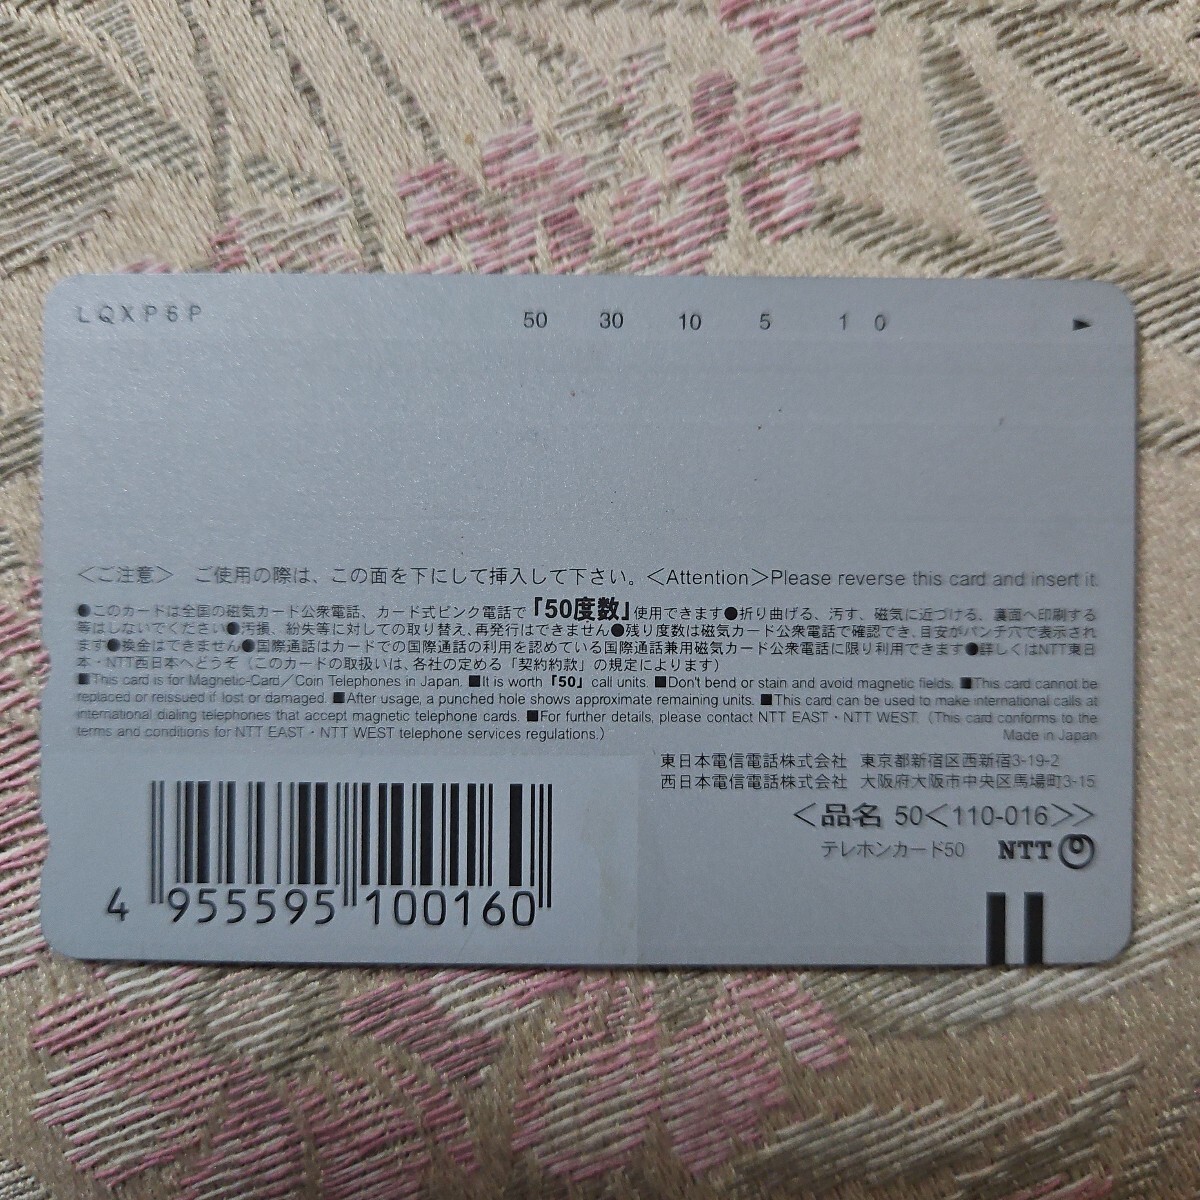 LQXP6P
50 30 10 5 1 0 ▶
＜ご注意＞ ご使用の際は、この面を下にして挿入して下さい。＜Attention＞Please reverse this card and insert it.
●このカードは全国の磁気カード公衆電話、カード式ピンク電話で「50度数」使用できます●折り曲げる、汚す、磁気に近づける、裏面へ印刷する
等はしないでください●汚損、紛失等に対しての取り替え、再発行はできません●残り度数は磁気カード公衆電話で確認でき、目安がパンチ穴で表示され
ます●換金はできません●国際通話はカードでの国際通話の利用を認めている国際通話兼用磁気カード公衆電話に限り利用できます●詳しくはNTT東日
本・NTT西日本へどうぞ（このカードの取扱いは、各社の定める「契約約款」の規定によります）
■This card is for Magnetic-Card／Coin Telephones in Japan. ■It is worth「50」call units. ■Don't bend or stain and avoid magnetic fields. ■This card cannot be
replaced or reissued if lost or damaged. ■After usage, a punched hole shows approximate remaining units. ■This card can be used to make international calls at
international dialing telephones that accept magnetic telephone cards. ■For further details, please contact NTT EAST・NTT WEST.（This card conforms to the
terms and conditions for NTT EAST・NTT WEST telephone services regulations.） Made in Japan
東日本電信電話株式会社 東京都新宿区西新宿3-19-2
西日本電信電話株式会社 大阪府大阪市中央区馬場町3-15
＜品名 50＜110-016＞＞
テレホンカード50 NTT
4 955595 100160